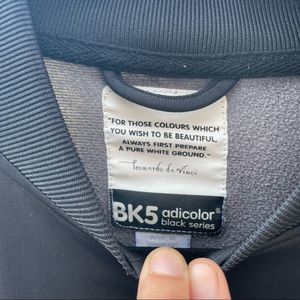 "FOR THOSE COLOURS WHICH
YOU WISH TO BE BEAUTIFUL,
ALWAYS FIRST PREPARE
A PURE WHITE GROUND."
LEONARDO DA VINCI
BK5 adicolor®
black series